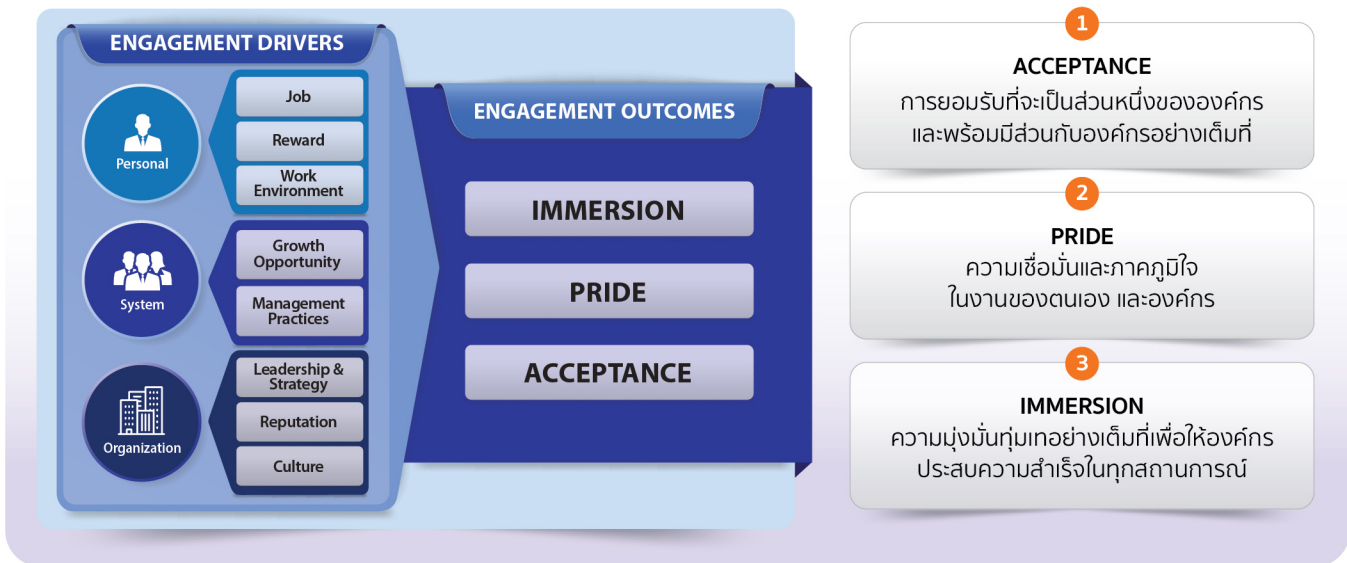 ENGAGEMENT DRIVERS
Personal
Job
Reward
Work
Environment
System
Growth
Opportunity
Management
Practices
Organization
Leadership &
Strategy
Reputation
Culture
ENGAGEMENT OUTCOMES
IMMERSION
PRIDE
ACCEPTANCE
1
ACCEPTANCE
การยอมรับที่จะเป็นส่วนหนึ่งขององค์กร
และพร้อมมีส่วนกับองค์กรอย่างเต็มที่
2
PRIDE
ความเชื่อมั่นและภาคภูมิใจ
ในงานของตนเอง และองค์กร
3
IMMERSION
ความมุ่งมั่นทุ่มเทอย่างเต็มที่เพื่อให้องค์กร
ประสบความสำเร็จในทุกสถานการณ์